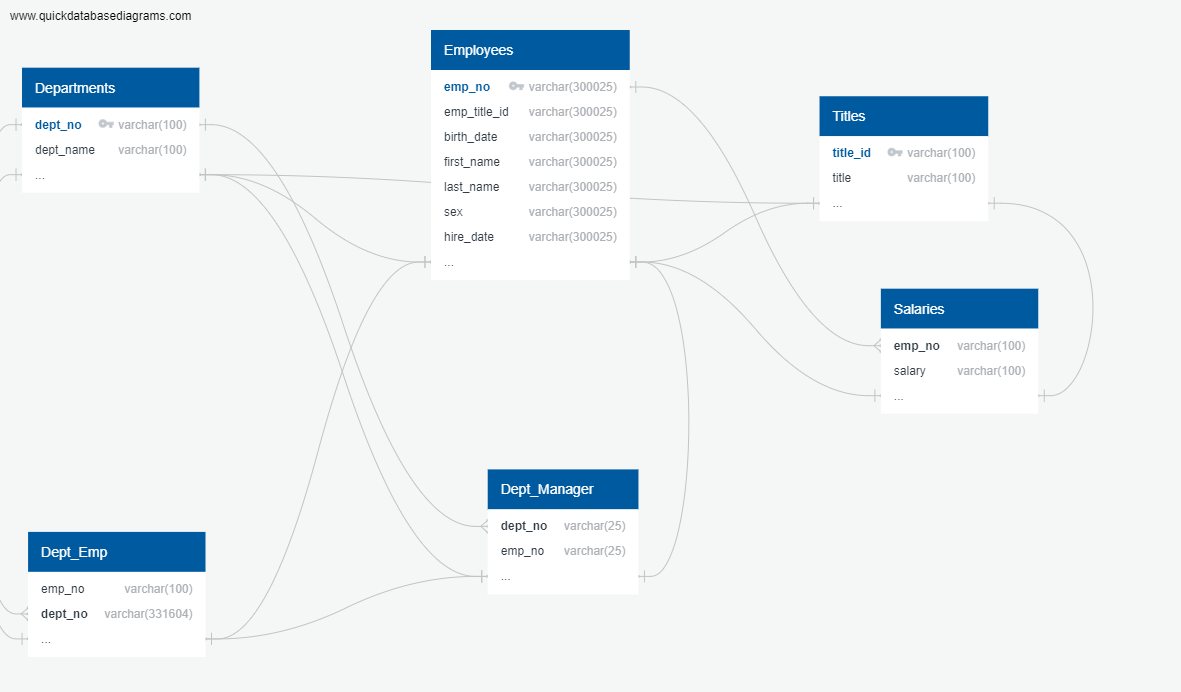 www.quickdatabasediagrams.com
Employees
emp_no varchar(300025)
emp_title_id varchar(300025)
birth_date varchar(300025)
first_name varchar(300025)
last_name varchar(300025)
sex varchar(300025)
hire_date varchar(300025)
...
Departments
dept_no varchar(100)
dept_name varchar(100)
...
Titles
title_id varchar(100)
title varchar(100)
...
Salaries
emp_no varchar(100)
salary varchar(100)
...
Dept_Manager
dept_no varchar(25)
emp_no varchar(25)
...
Dept_Emp
emp_no varchar(100)
dept_no varchar(331604)
...